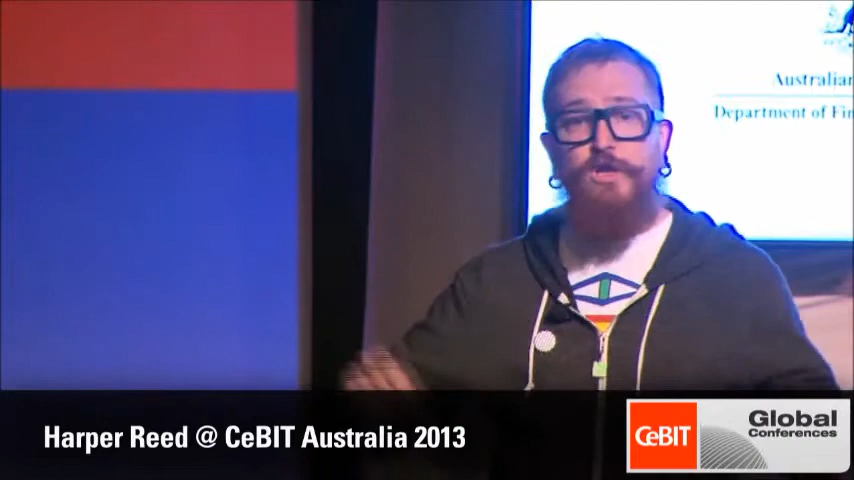 Australian
Department of Fin
Harper Reed @ CeBIT Australia 2013
CeBIT
Global
Conferences